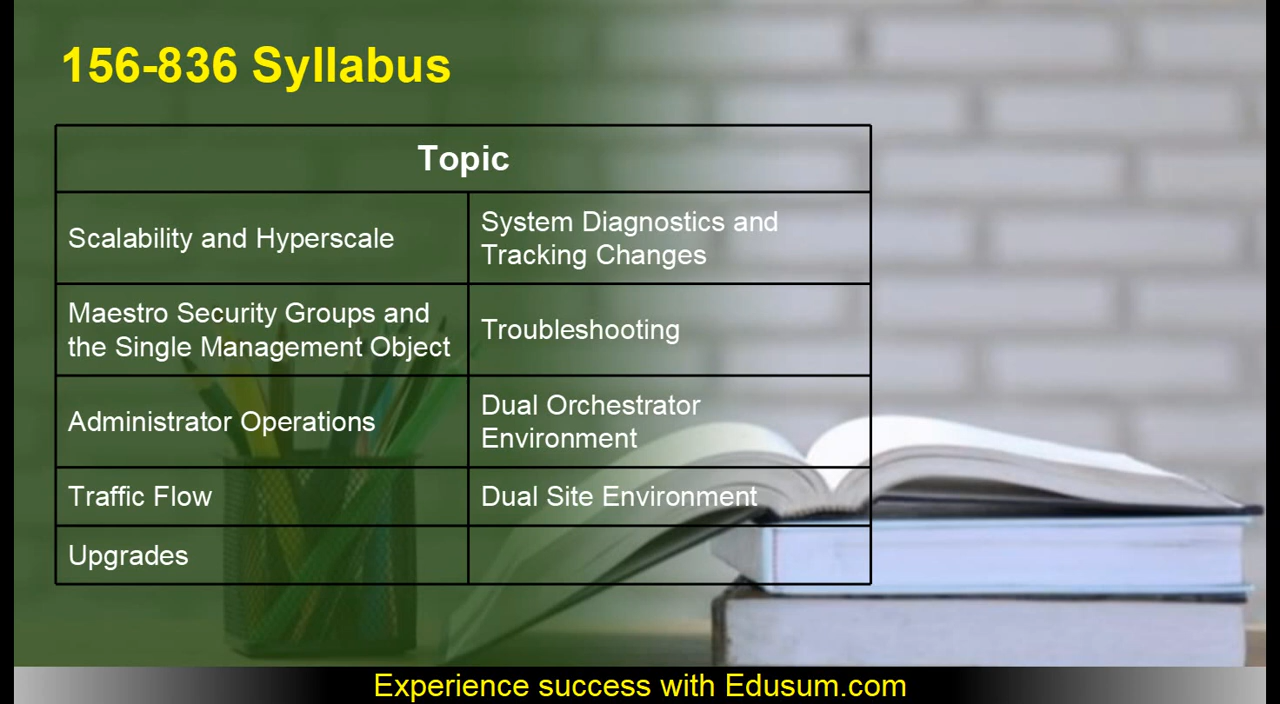 156-836 Syllabus
Topic
Scalability and Hyperscale
System Diagnostics and
Tracking Changes
Maestro Security Groups and
the Single Management Object
Troubleshooting
Administrator Operations
Dual Orchestrator
Environment
Traffic Flow
Dual Site Environment
Upgrades
Experience success with Edusum.com